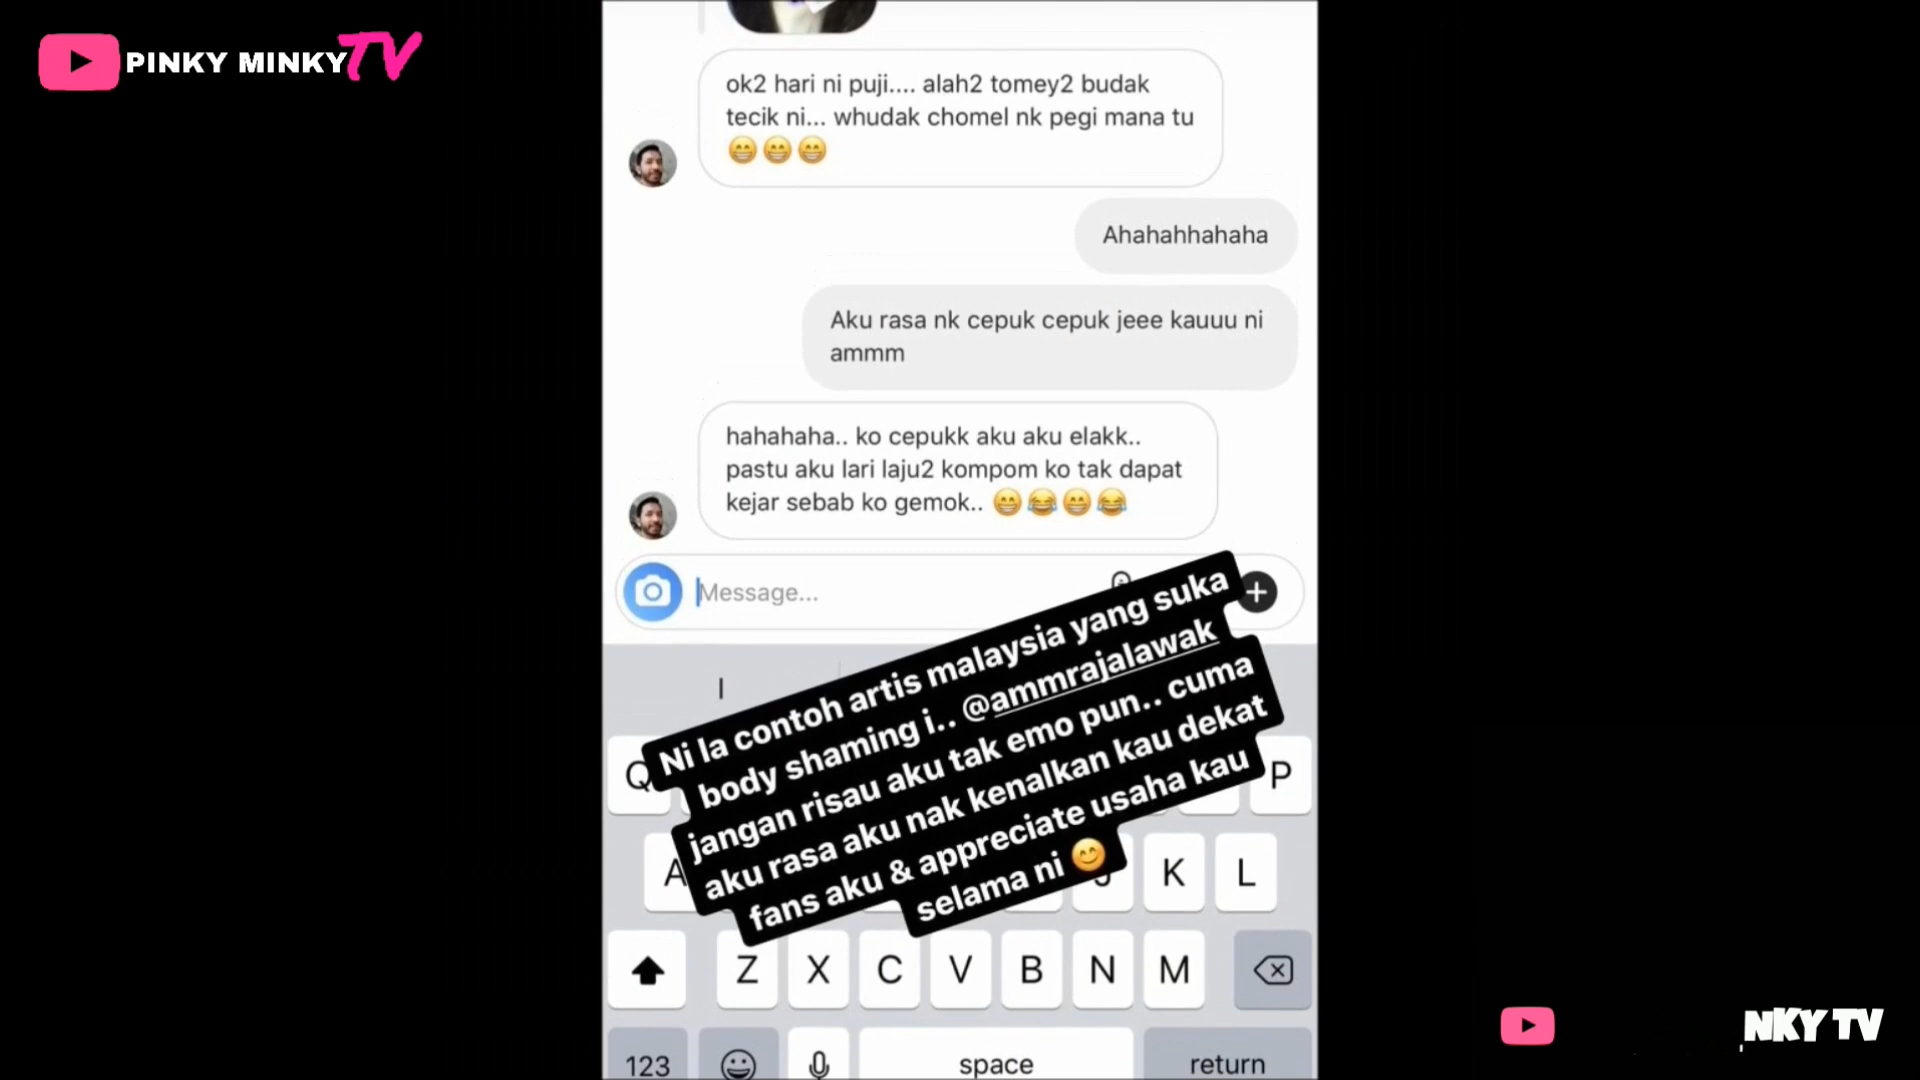 PINKY MINKY TV
ok2 hari ni puji.... alah2 tomey2 budak
tecik ni... whudak chomel nk pegi mana tu
😁😁😁
Ahahahhahaha
Aku rasa nk cepuk cepuk jeee kauuu ni
ammm
hahahaha.. ko cepukk aku aku elakk..
pastu aku lari laju2 kompom ko tak dapat
kejar sebab ko gemok.. 😁😂😁😂
Message...
Ni la contoh artis malaysia yang suka
body shaming i.. @ammrajalawak
jangan risau aku tak emo pun.. cuma
aku rasa aku nak kenalkan kau dekat
fans aku & appreciate usaha kau
selama ni 😊
I
Q P
A J K L
Z X C V B N M
123 space return
NKY TV